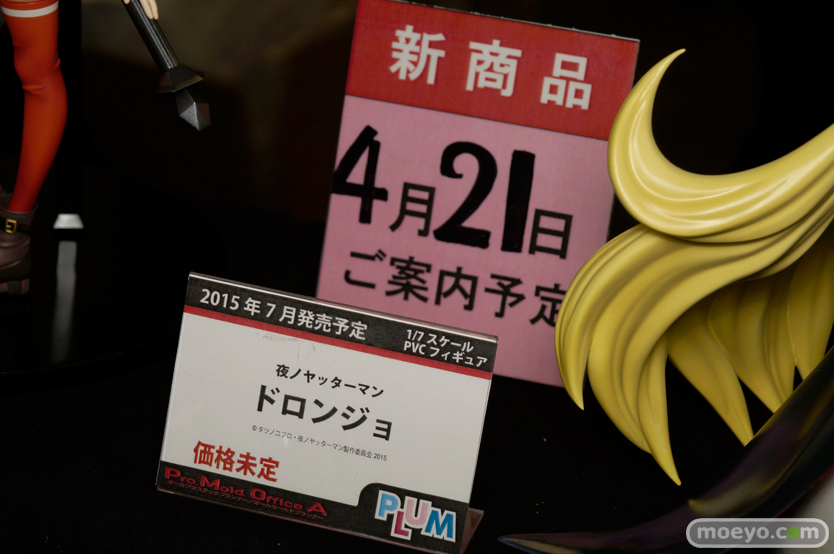 新商品
4月21日
ご案内予定
2015年7月発売予定
1/7スケール
PVCフィギュア
夜ノヤッターマン
ドロンジョ
© タツノコプロ・夜ノヤッターマン製作委員会 2015
価格未定
Pro Mold Office A
PLUM
moeyo.com